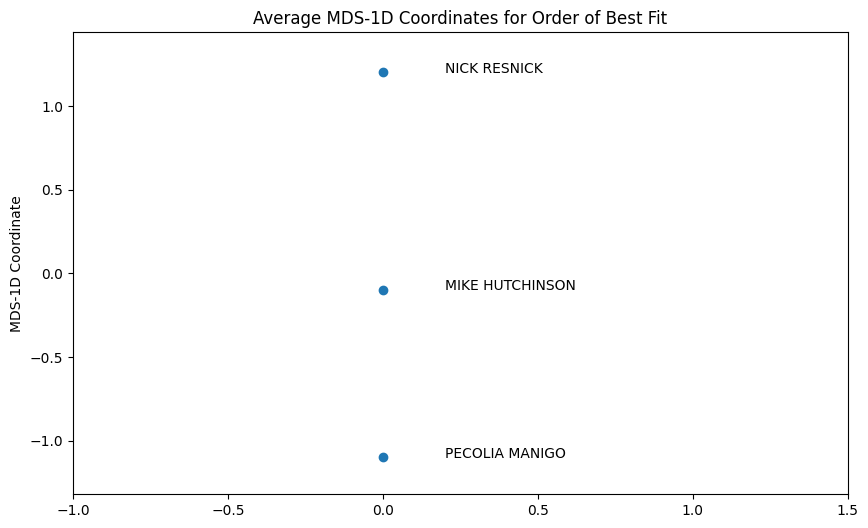 Average MDS-1D Coordinates for Order of Best Fit
NICK RESNICK
1.0
0.5
MDS-1D Coordinate
0.0
MIKE HUTCHINSON
−0.5
−1.0
PECOLIA MANIGO
−1.0 −0.5 0.0 0.5 1.0 1.5